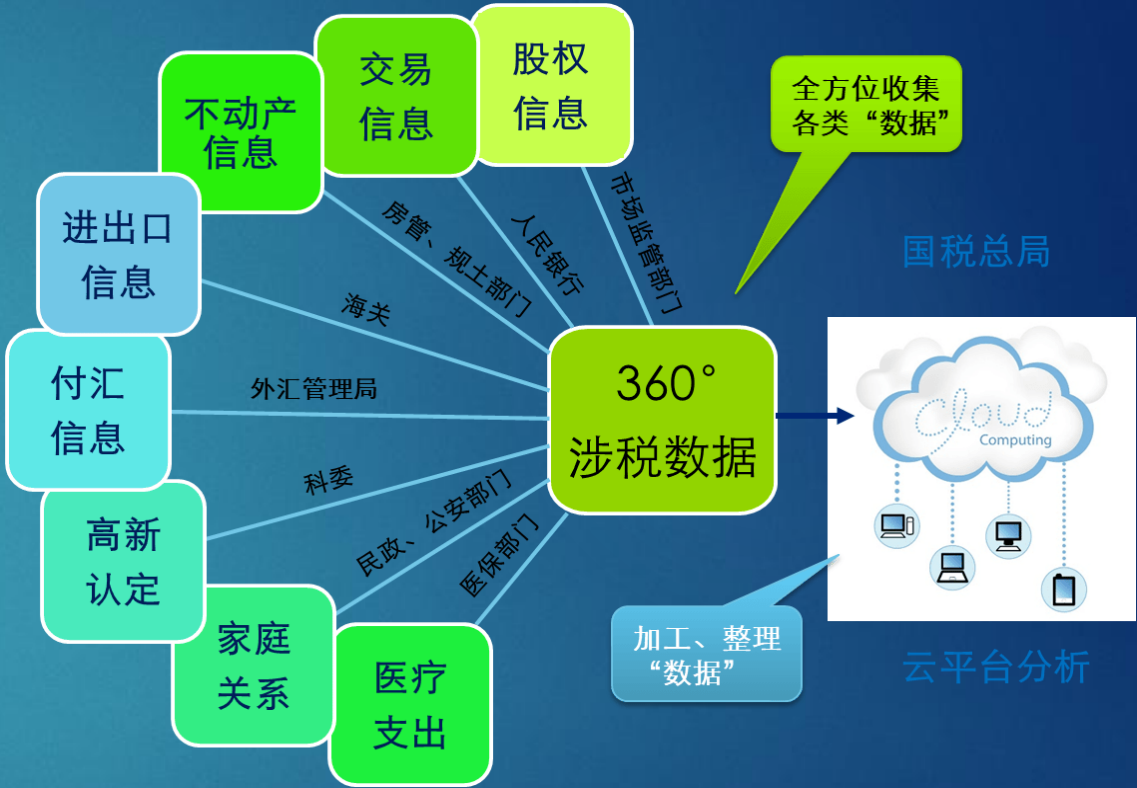 股权
信息
交易
信息
不动产
信息
进出口
信息
付汇
信息
高新
认定
家庭
关系
医疗
支出
市场监管部门
人民银行
房管、规土部门
海关
外汇管理局
科委
民政、公安部门
医保部门
360°
涉税数据
全方位收集
各类“数据”
国税总局
Cloud
Computing
加工、整理
“数据”
云平台分析